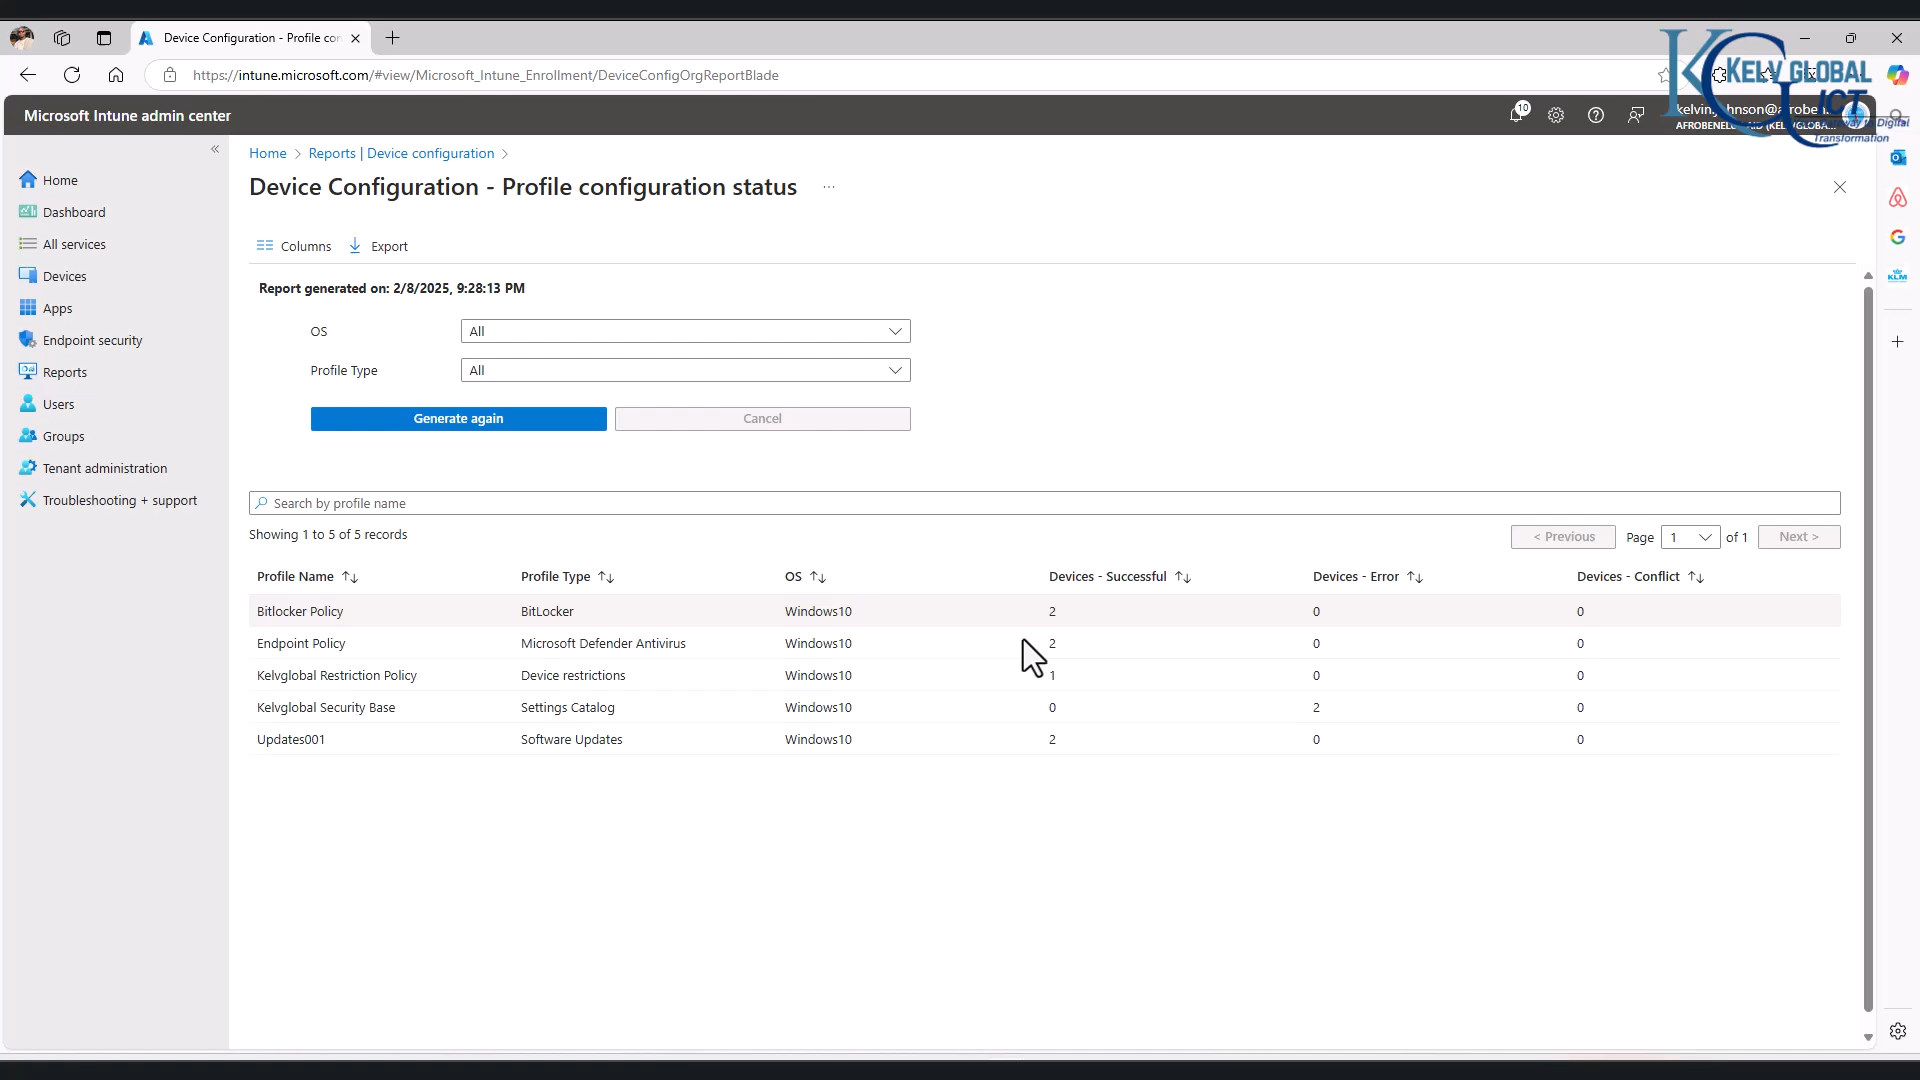 Device Configuration - Profile co
https://intune.microsoft.com/#view/Microsoft_Intune_Enrollment/DeviceConfigOrgReportBlade
KELV GLOBAL
ICT
Gateway to Digital
Transformation
Microsoft Intune admin center
10
KLM
Home
Dashboard
All services
Devices
Apps
Endpoint security
Reports
Users
Groups
Tenant administration
Troubleshooting + support
Home > Reports | Device configuration >
Device Configuration - Profile configuration status ...
Columns Export
Report generated on: 2/8/2025, 9:28:13 PM
OS All
Profile Type All
Generate again Cancel
Search by profile name
Showing 1 to 5 of 5 records
< Previous Page 1 of 1 Next >
Profile Name Profile Type OS Devices - Successful Devices - Error Devices - Conflict
Bitlocker Policy BitLocker Windows10 2 0 0
Endpoint Policy Microsoft Defender Antivirus Windows10 2 0 0
Kelvglobal Restriction Policy Device restrictions Windows10 1 0 0
Kelvglobal Security Base Settings Catalog Windows10 0 2 0
Updates001 Software Updates Windows10 2 0 0